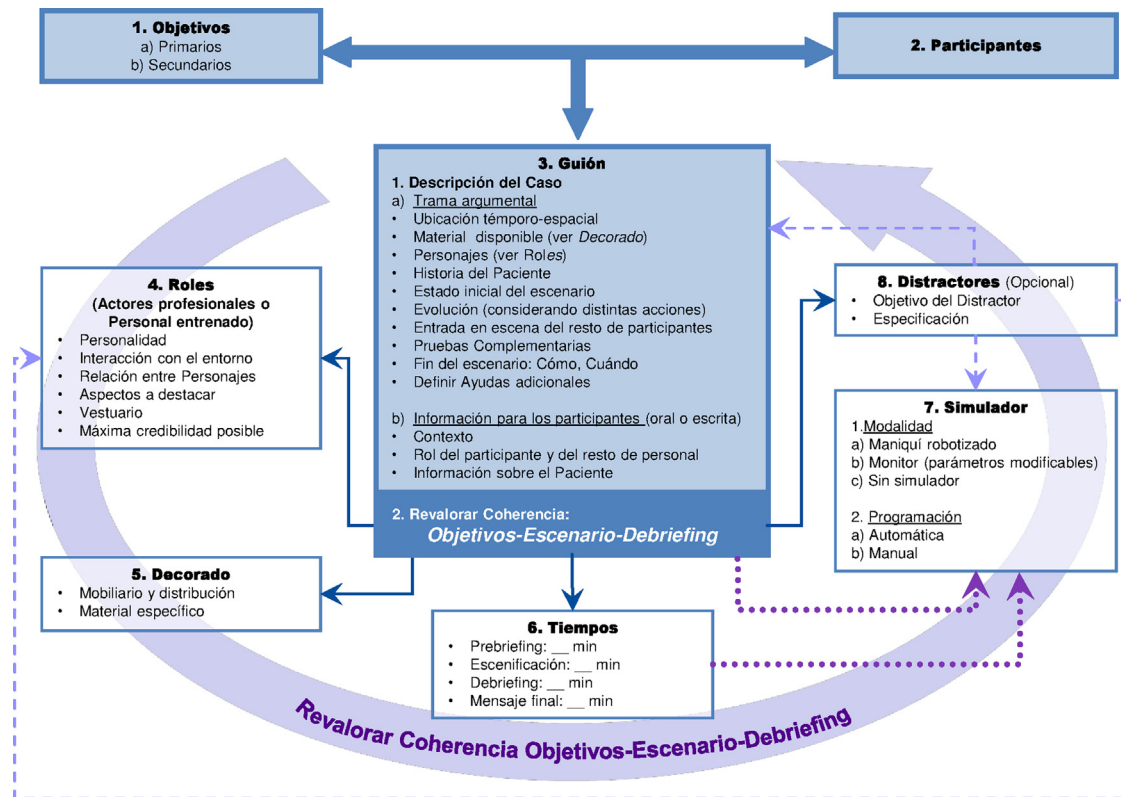 1. Objetivos
a) Primarios
b) Secundarios
2. Participantes
3. Guión
1. Descripción del Caso
a) Trama argumental
• Ubicación témporo-espacial
• Material disponible (ver Decorado)
• Personajes (ver Roles)
• Historia del Paciente
• Estado inicial del escenario
• Evolución (considerando distintas acciones)
• Entrada en escena del resto de participantes
• Pruebas Complementarias
• Fin del escenario: Cómo, Cuándo
• Definir Ayudas adicionales
b) Información para los participantes (oral o escrita)
• Contexto
• Rol del participante y del resto de personal
• Información sobre el Paciente
2. Revalorar Coherencia:
Objetivos-Escenario-Debriefing
4. Roles
(Actores profesionales o
Personal entrenado)
• Personalidad
• Interacción con el entorno
• Relación entre Personajes
• Aspectos a destacar
• Vestuario
• Máxima credibilidad posible
5. Decorado
• Mobiliario y distribución
• Material específico
6. Tiempos
• Prebriefing: __ min
• Escenificación: __ min
• Debriefing: __ min
• Mensaje final: __ min
8. Distractores (Opcional)
• Objetivo del Distractor
• Especificación
7. Simulador
1.Modalidad
a) Maniquí robotizado
b) Monitor (parámetros modificables)
c) Sin simulador
2. Programación
a) Automática
b) Manual
Revalorar Coherencia Objetivos-Escenario-Debriefing